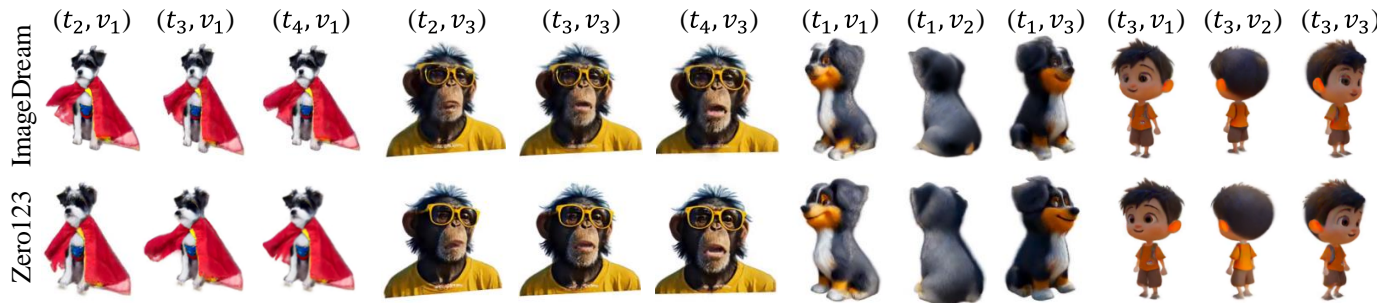 (t₂, v₁) (t₃, v₁) (t₄, v₁) (t₂, v₃) (t₃, v₃) (t₄, v₃) (t₁, v₁) (t₁, v₂) (t₁, v₃) (t₃, v₁) (t₃, v₂) (t₃, v₃)
ImageDream
Zero123